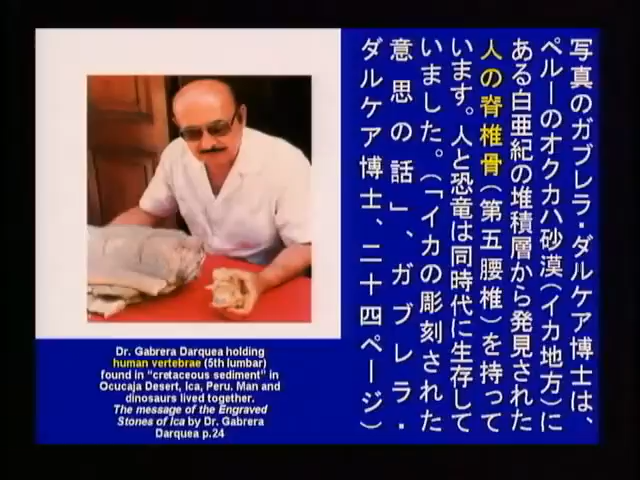 写真のガブレラ・ダルケア博士は、
ペルーのオクカハ砂漠（イカ地方）に
ある白亜紀の堆積層から発見された
人の脊椎骨（第五腰椎）を持って
います。人と恐竜は同時代に生存して
いました。（「イカの彫刻された
意思の話」、ガブレラ・
ダルケア博士、二十四ページ）
Dr. Gabrera Darquea holding
human vertebrae (5th lumbar)
found in “cretaceous sediment” in
Ocucaja Desert, Ica, Peru. Man and
dinosaurs lived together.
The message of the Engraved
Stones of Ica by Dr. Gabrera
Darquea p.24